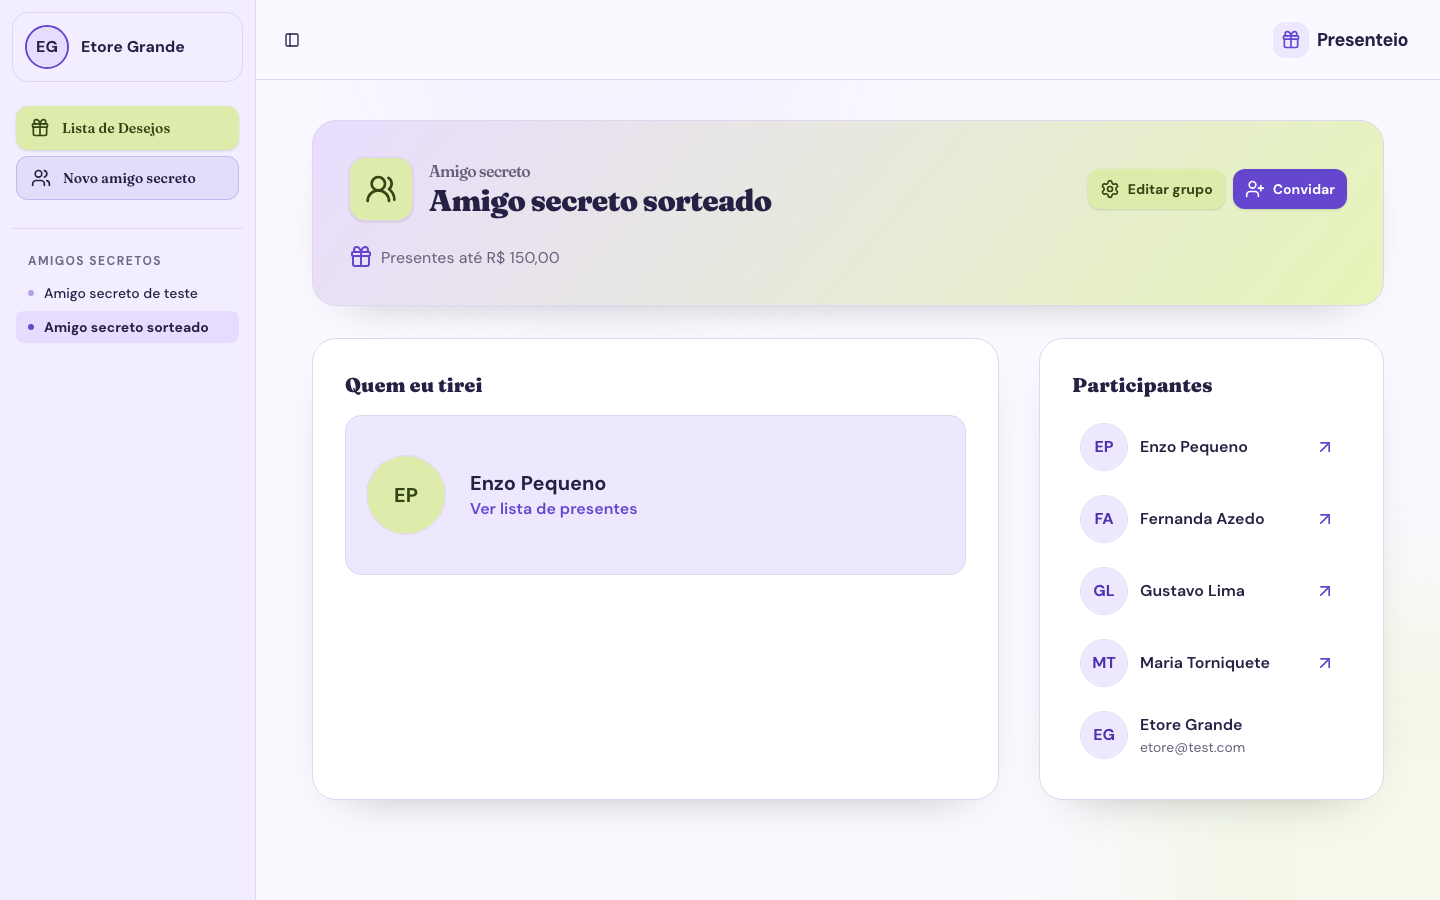 EG
Etore Grande
Lista de Desejos
Novo amigo secreto
AMIGOS SECRETOS
Amigo secreto de teste
Amigo secreto sorteado
Presenteio
Amigo secreto
Amigo secreto sorteado
Presentes até R$ 150,00
Editar grupo
Convidar
Quem eu tirei
EP
Enzo Pequeno
Ver lista de presentes
Participantes
EP
Enzo Pequeno
FA
Fernanda Azedo
GL
Gustavo Lima
MT
Maria Torniquete
EG
Etore Grande
etore@test.com